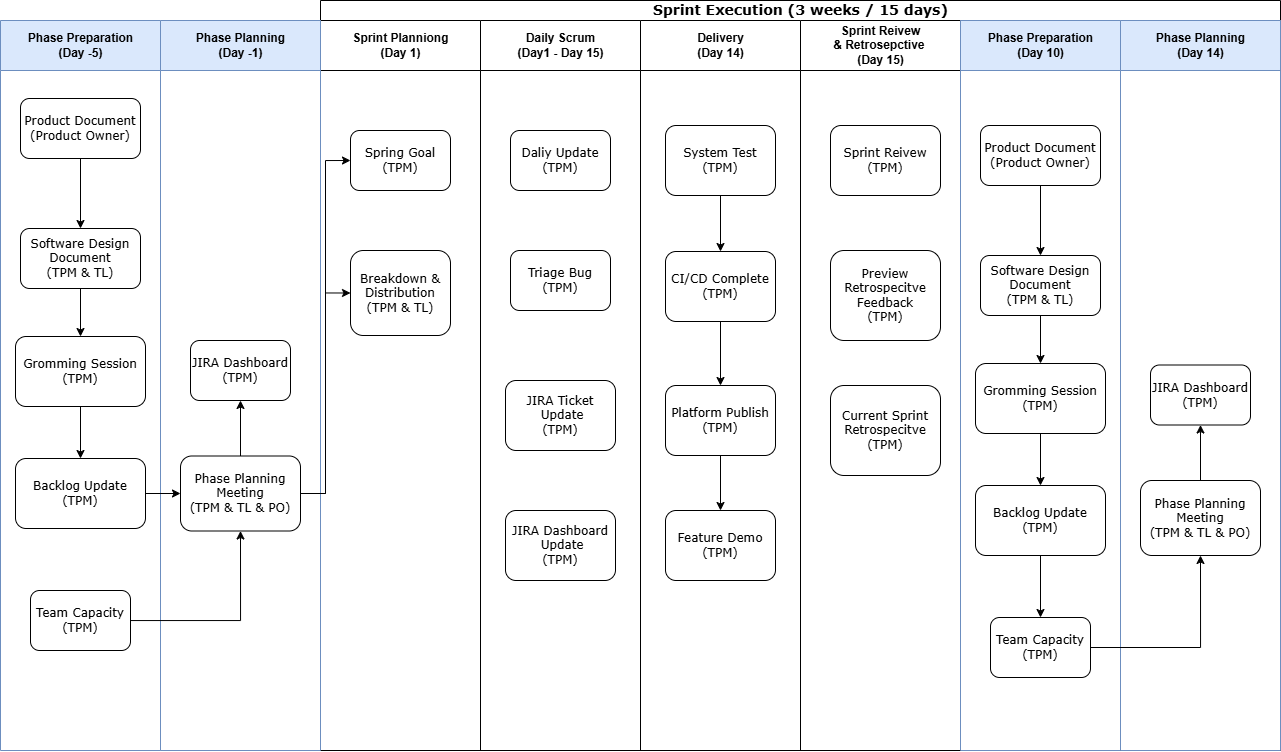 Sprint Execution (3 weeks / 15 days)
Phase Preparation
(Day -5)
Phase Planning
(Day -1)
Sprint Planniong
(Day 1)
Daily Scrum
(Day1 - Day 15)
Delivery
(Day 14)
Sprint Reivew
& Retrosepctive
(Day 15)
Phase Preparation
(Day 10)
Phase Planning
(Day 14)
Product Document
(Product Owner)
Software Design
Document
(TPM & TL)
Gromming Session
(TPM)
Backlog Update
(TPM)
Team Capacity
(TPM)
JIRA Dashboard
(TPM)
Phase Planning
Meeting
(TPM & TL & PO)
Spring Goal
(TPM)
Breakdown &
Distribution
(TPM & TL)
Daliy Update
(TPM)
Triage Bug
(TPM)
JIRA Ticket
Update
(TPM)
JIRA Dashboard
Update
(TPM)
System Test
(TPM)
CI/CD Complete
(TPM)
Platform Publish
(TPM)
Feature Demo
(TPM)
Sprint Reivew
(TPM)
Preview
Retrospecitve
Feedback
(TPM)
Current Sprint
Retrospecitve
(TPM)
Product Document
(Product Owner)
Software Design
Document
(TPM & TL)
Gromming Session
(TPM)
Backlog Update
(TPM)
Team Capacity
(TPM)
JIRA Dashboard
(TPM)
Phase Planning
Meeting
(TPM & TL & PO)